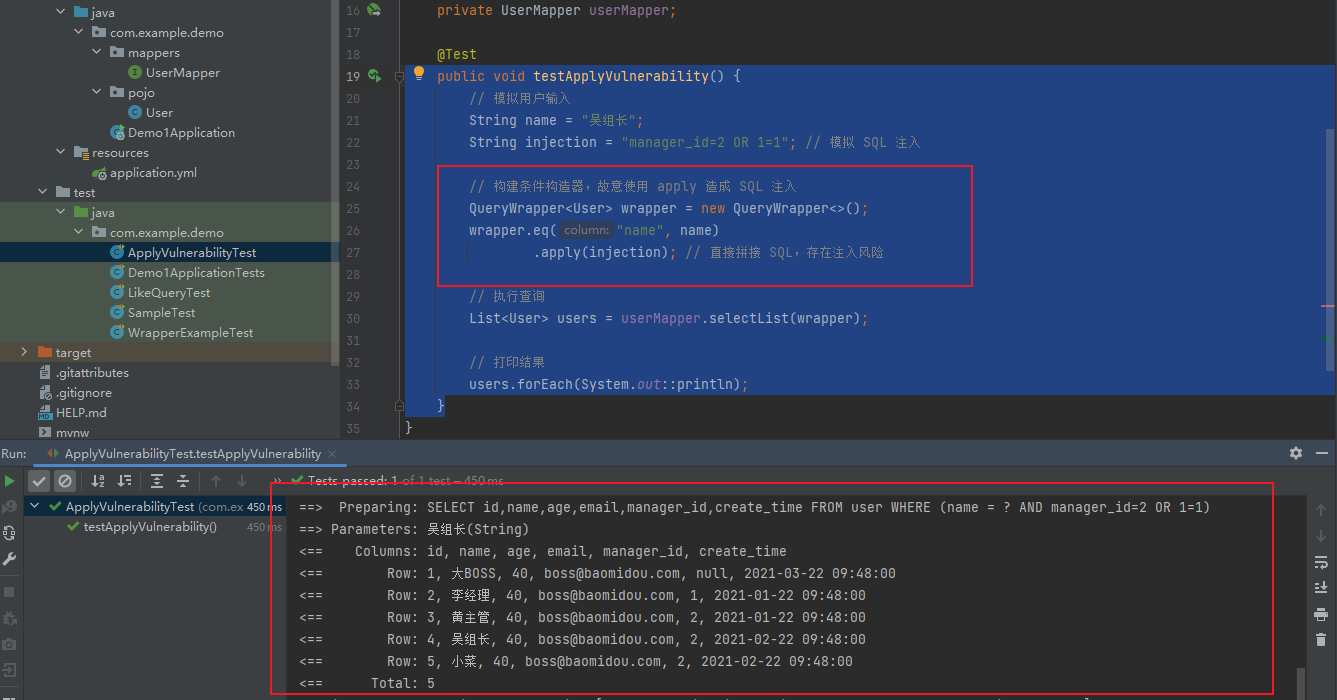 java
com.example.demo
mappers
UserMapper
pojo
User
Demo1Application
resources
application.yml
test
java
com.example.demo
ApplyVulnerabilityTest
Demo1ApplicationTests
LikeQueryTest
SampleTest
WrapperExampleTest
target
.gitattributes
.gitignore
HELP.md
mvnw
16 private UserMapper userMapper;
17
18 @Test
19 public void testApplyVulnerability() {
20 // 模拟用户输入
21 String name = "吴组长";
22 String injection = "manager_id=2 OR 1=1"; // 模拟 SQL 注入
23
24 // 构建条件构造器，故意使用 apply 造成 SQL 注入
25 QueryWrapper<User> wrapper = new QueryWrapper<>();
26 wrapper.eq( column: "name", name)
27 .apply(injection); // 直接拼接 SQL，存在注入风险
28
29 // 执行查询
30 List<User> users = userMapper.selectList(wrapper);
31
32 // 打印结果
33 users.forEach(System.out::println);
34 }
35 }
Run: ApplyVulnerabilityTest.testApplyVulnerability ×
» Tests passed: 1 of 1 test – 450 ms
ApplyVulnerabilityTest (com.ex 450 ms
testApplyVulnerability() 450 ms
==> Preparing: SELECT id,name,age,email,manager_id,create_time FROM user WHERE (name = ? AND manager_id=2 OR 1=1)
==> Parameters: 吴组长(String)
<== Columns: id, name, age, email, manager_id, create_time
<== Row: 1, 大BOSS, 40, boss@baomidou.com, null, 2021-03-22 09:48:00
<== Row: 2, 李经理, 40, boss@baomidou.com, 1, 2021-01-22 09:48:00
<== Row: 3, 黄主管, 40, boss@baomidou.com, 2, 2021-01-22 09:48:00
<== Row: 4, 吴组长, 40, boss@baomidou.com, 2, 2021-02-22 09:48:00
<== Row: 5, 小菜, 40, boss@baomidou.com, 2, 2021-02-22 09:48:00
<== Total: 5